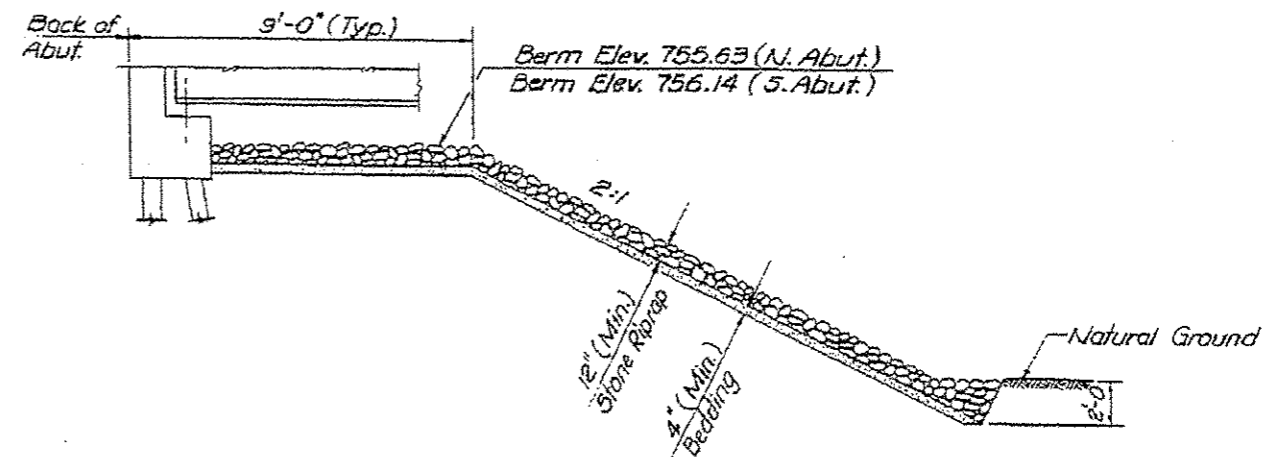 Back of
Abut.
9'-0" (Typ.)
Berm Elev. 755.63 (N. Abut.)
Berm Elev. 756.14 (S. Abut.)
2:1
12" (Min.)
Stone Riprap
4" (Min.)
Bedding
Natural Ground
2'-0